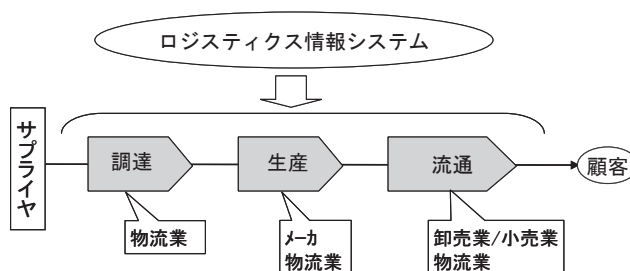 ロジスティクス情報システム
サプライヤ
調達
生産
流通
顧客
物流業
メーカ
物流業
卸売業/小売業
物流業